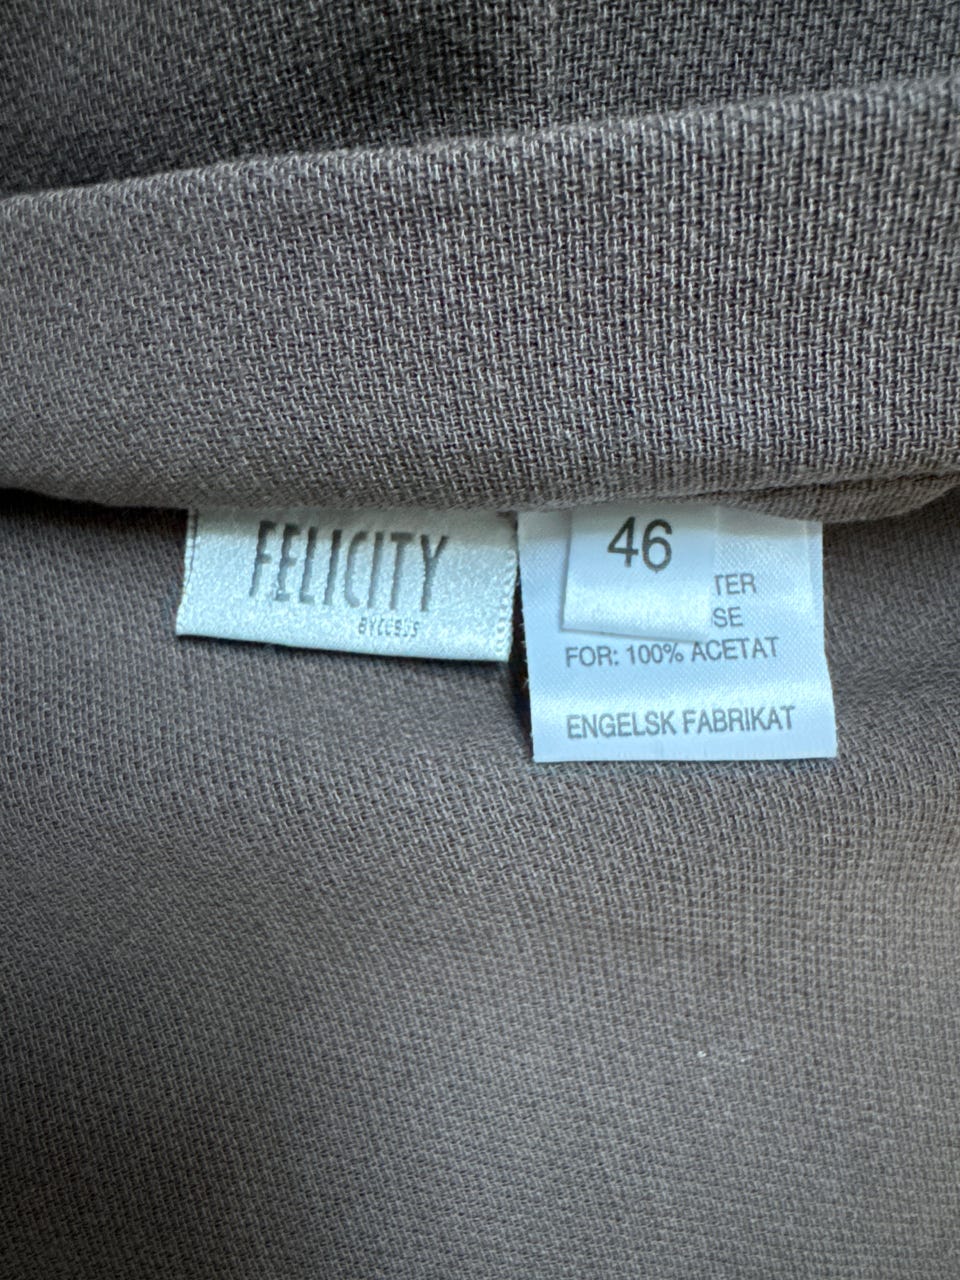 FELICITY
46
TER
SE
FOR: 100% ACETAT
ENGELSK FABRIKAT